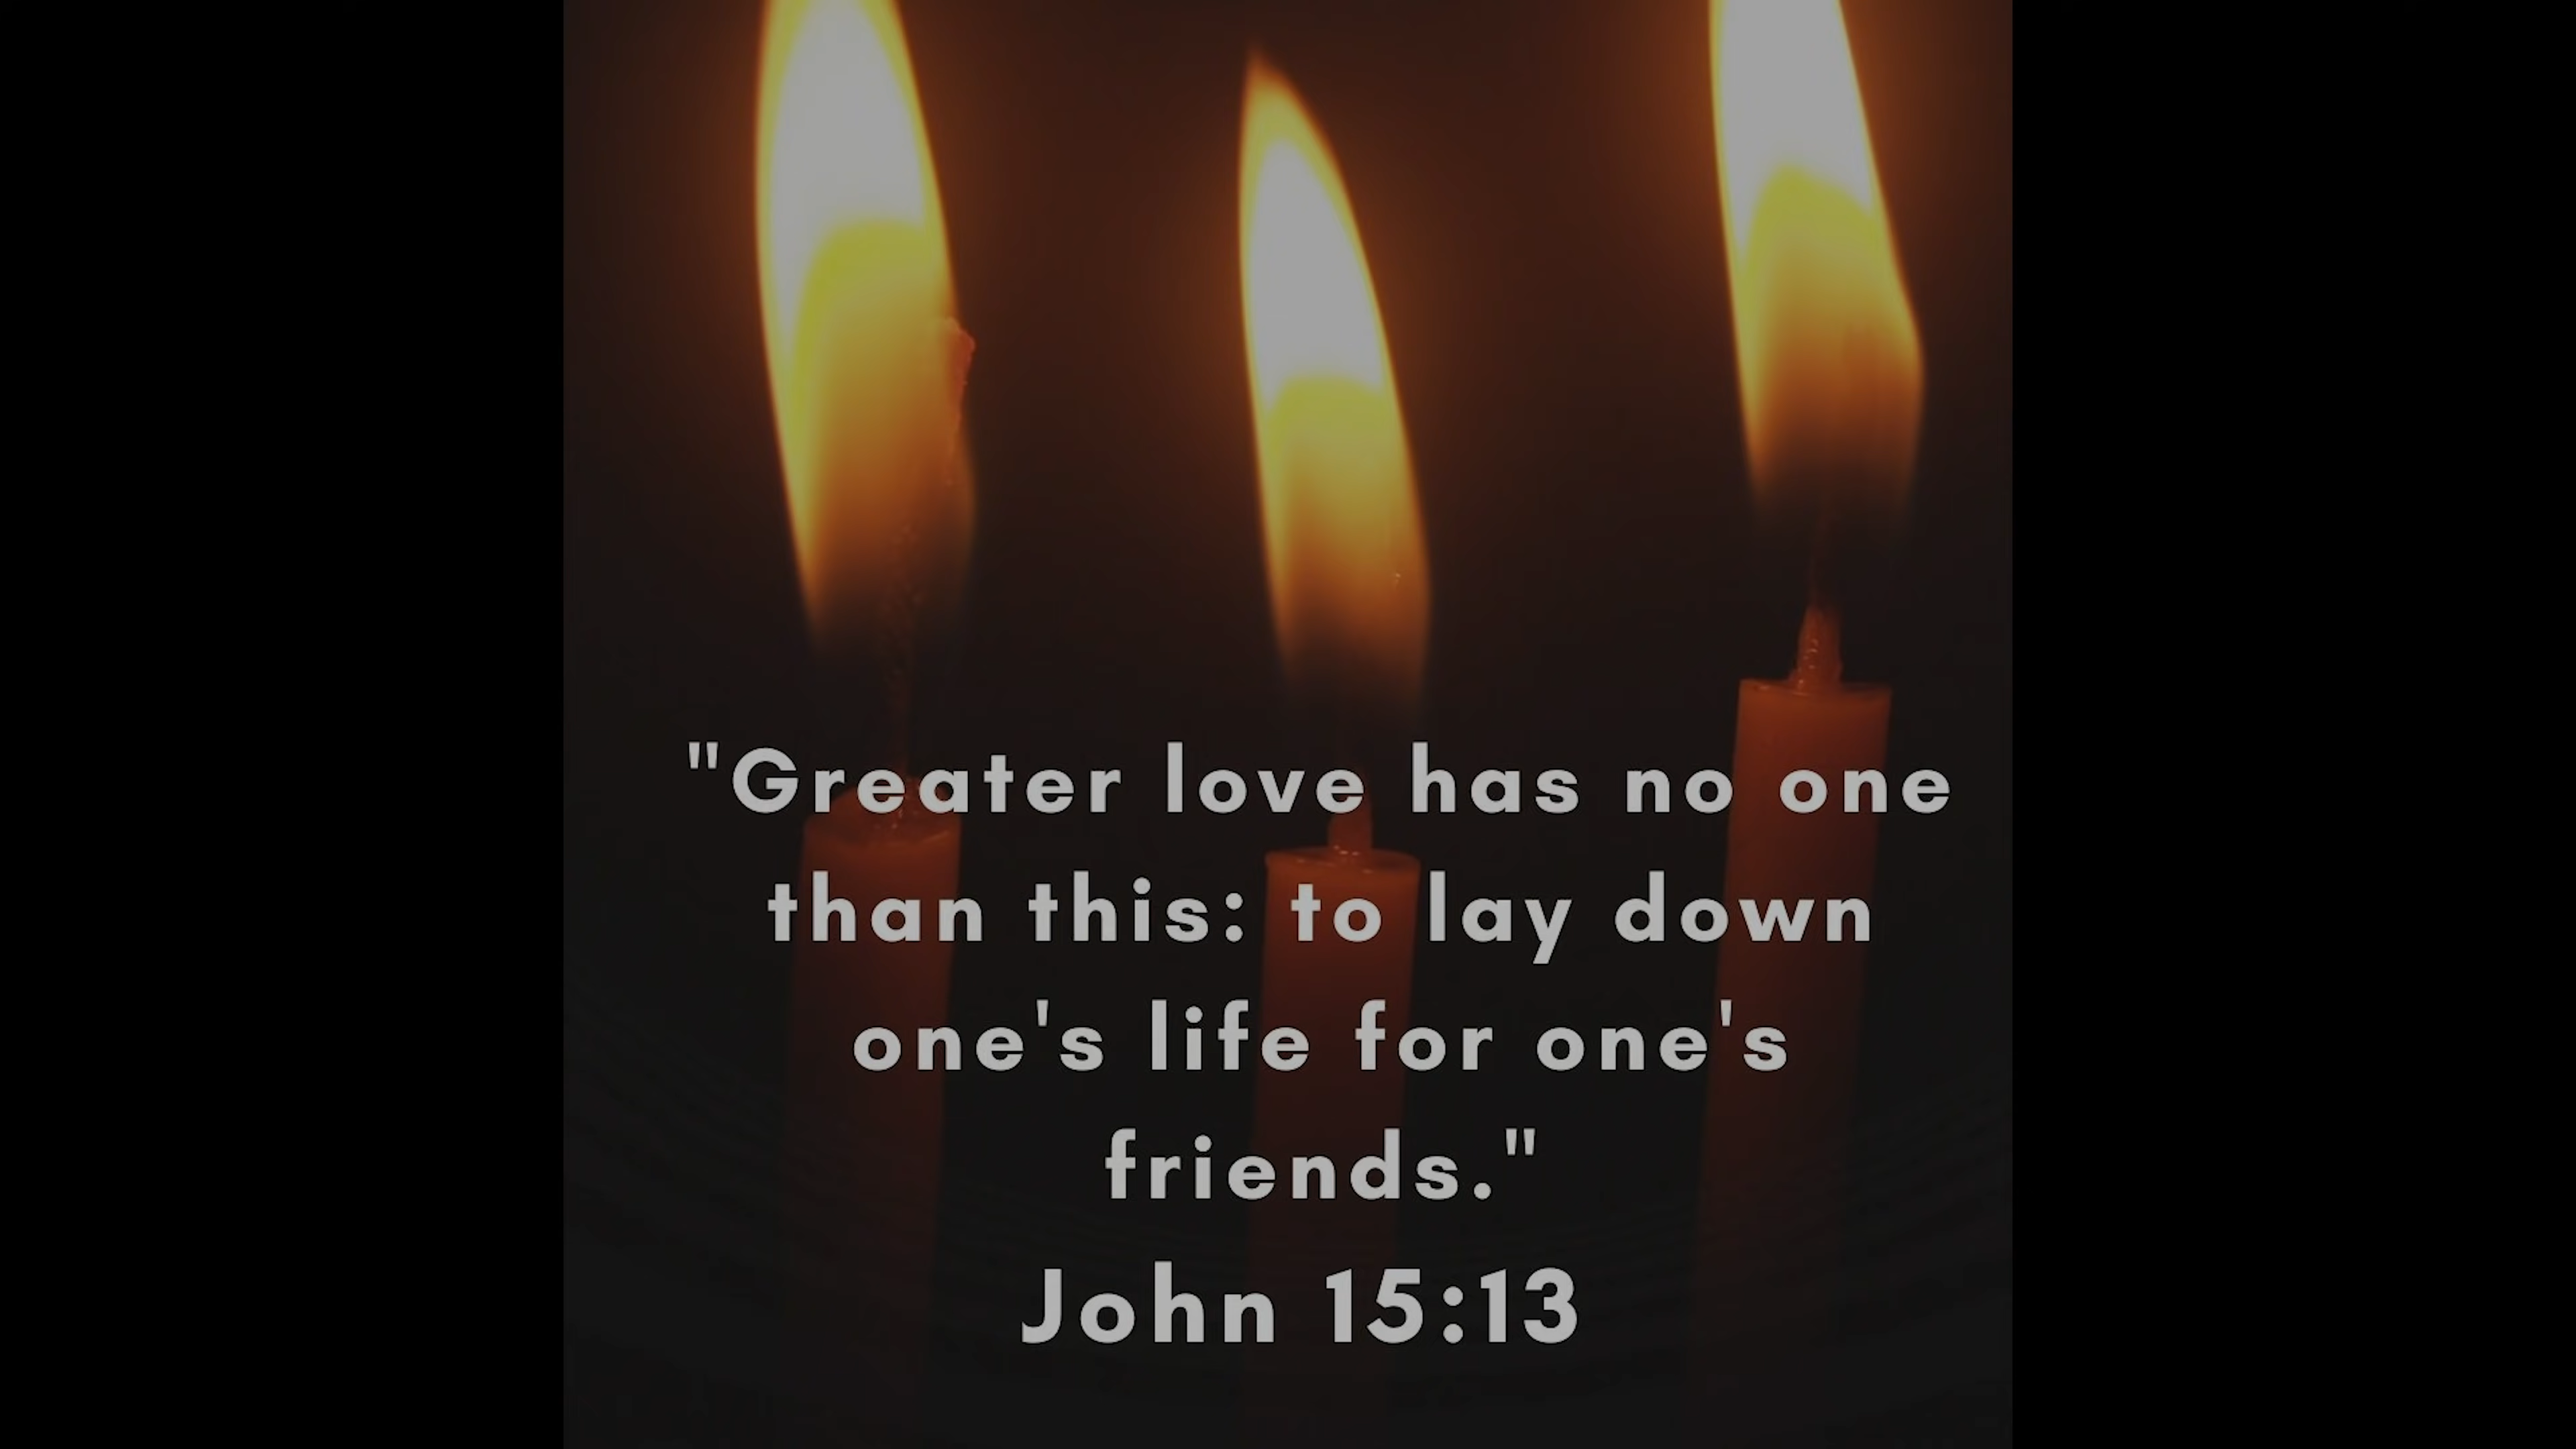 "Greater love has no one
than this: to lay down
one's life for one's
friends."
John 15:13